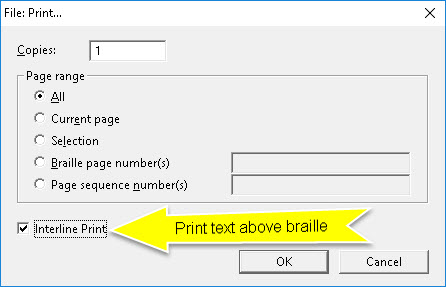 File: Print...
Copies: 1
Page range
All
Current page
Selection
Braille page number(s)
Page sequence number(s)
Interline Print
Print text above braille
OK Cancel